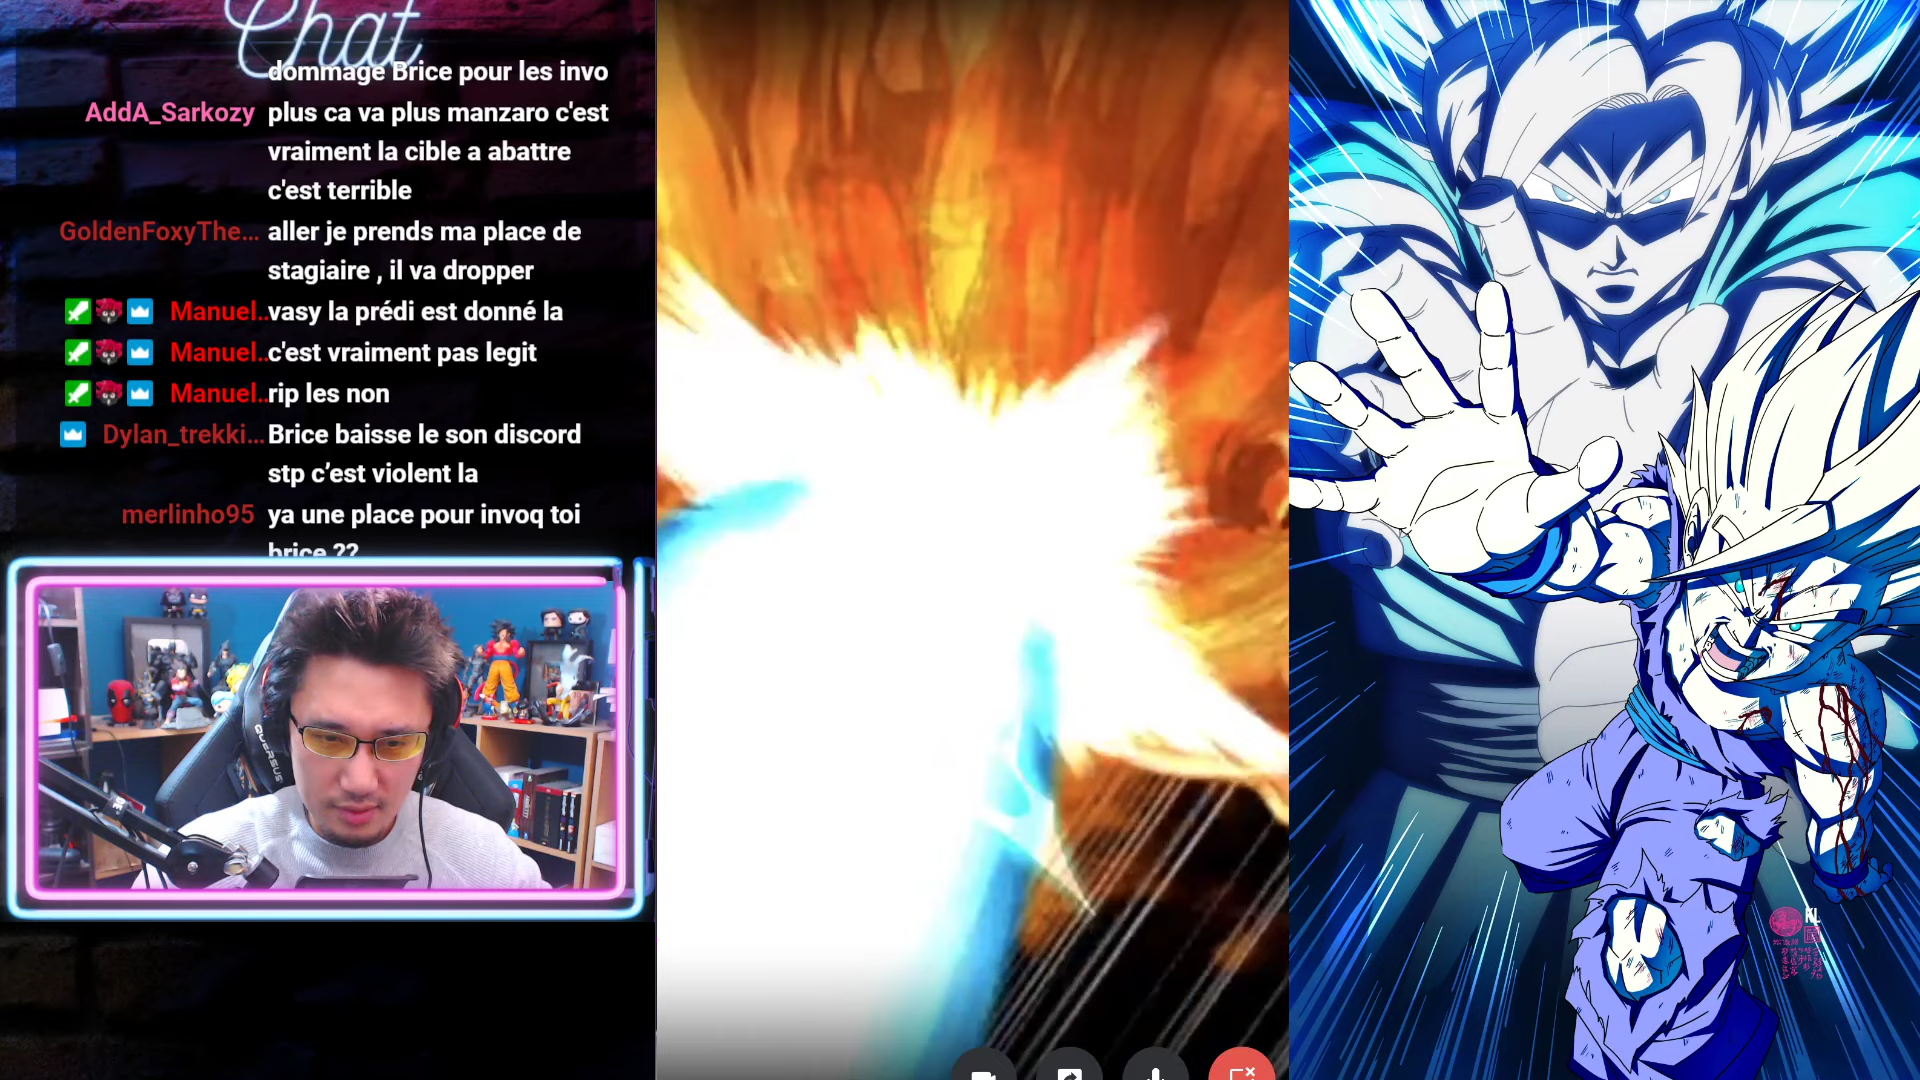 Chat
dommage Brice pour les invo
AddA_Sarkozy plus ca va plus manzaro c'est
vraiment la cible a abattre
c'est terrible
GoldenFoxyThe... aller je prends ma place de
stagiaire , il va dropper
Manuel.. vasy la prédi est donné la
Manuel.. c'est vraiment pas legit
Manuel.. rip les non
Dylan_trekki... Brice baisse le son discord
stp c’est violent la
merlinho95 ya une place pour invoq toi
brice ??
QUERSUS
KL